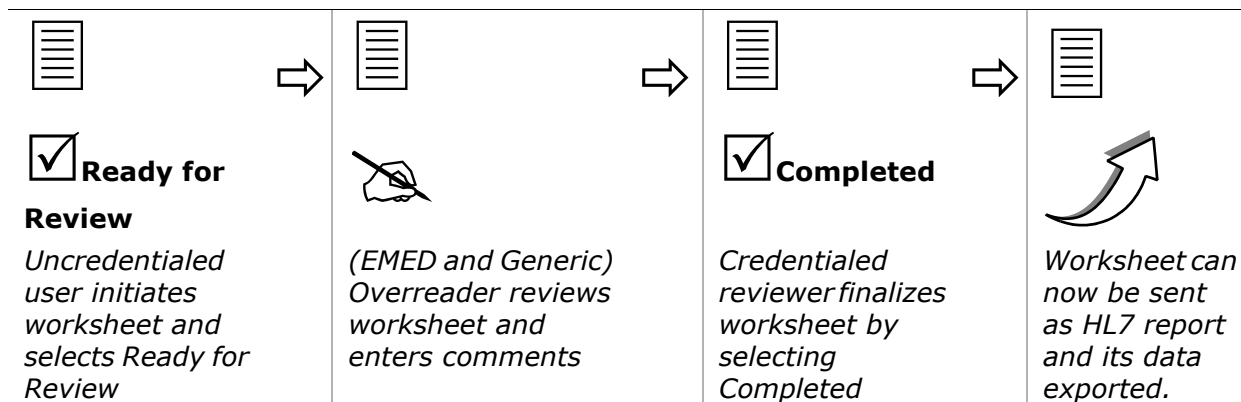 Ready for
Review
Uncredentialed
user initiates
worksheet and
selects Ready for
Review
(EMED and Generic)
Overreader reviews
worksheet and
enters comments
Completed
Credentialed
reviewer finalizes
worksheet by
selecting
Completed
Worksheet can
now be sent
as HL7 report
and its data
exported.